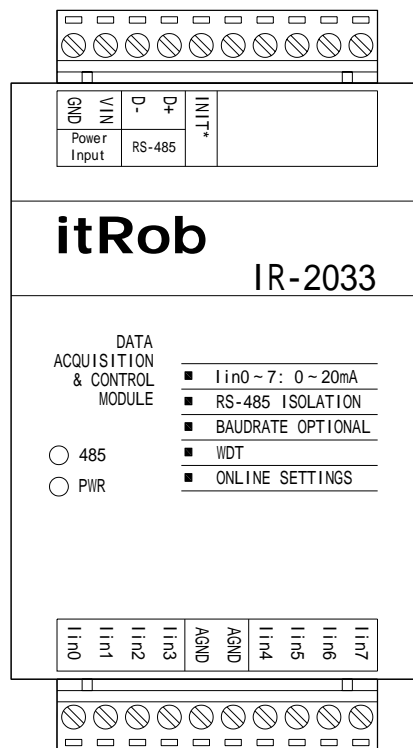 GND VIN D- D+ INIT*
Power
Input
RS-485
itRob
IR-2033
DATA
ACQUISITION
& CONTROL
MODULE
Iin0~7: 0~20mA
RS-485 ISOLATION
BAUDRATE OPTIONAL
WDT
ONLINE SETTINGS
485
PWR
Iin0 Iin1 Iin2 Iin3 AGND AGND Iin4 Iin5 Iin6 Iin7